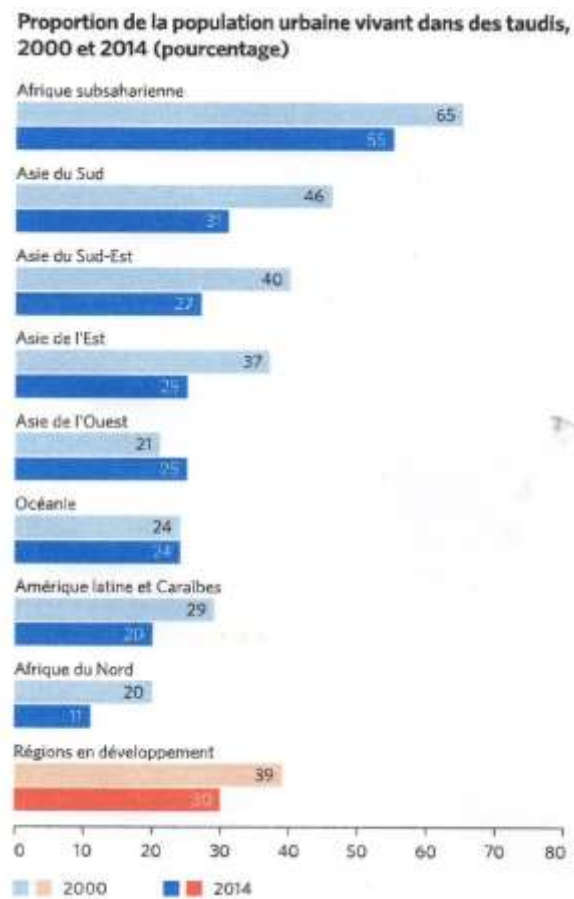 Proportion de la population urbaine vivant dans des taudis,
2000 et 2014 (pourcentage)
Afrique subsaharienne
65
55
Asie du Sud
46
31
Asie du Sud-Est
40
27
Asie de l'Est
37
25
Asie de l'Ouest
21
25
Océanie
24
24
Amérique latine et Caraïbes
29
20
Afrique du Nord
20
11
Régions en développement
39
30
0 10 20 30 40 50 60 70 80
2000 2014